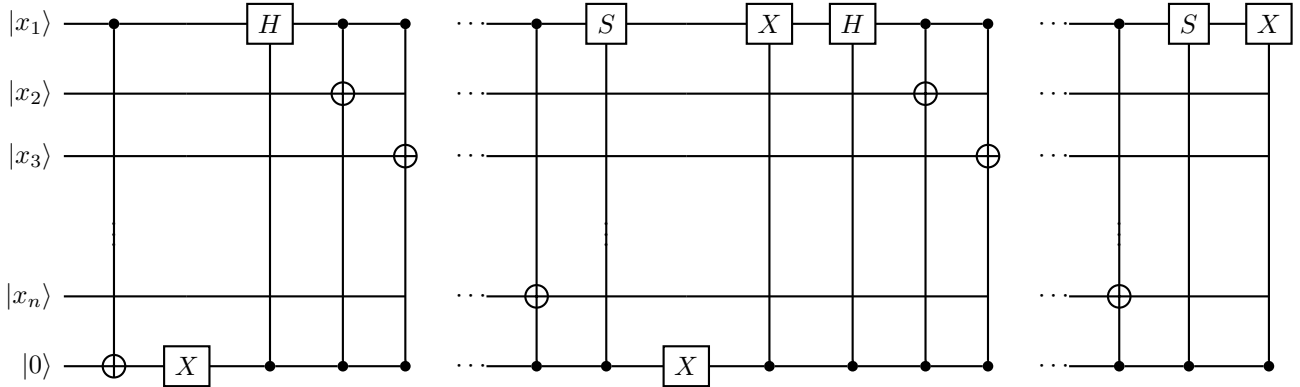 |x₁⟩ H ··· S X H ··· S X
|x₂⟩ ··· ···
|x₃⟩ ··· ···
⋮ ⋮ ⋮
|xₙ⟩ ··· ···
|0⟩ X ··· X ···